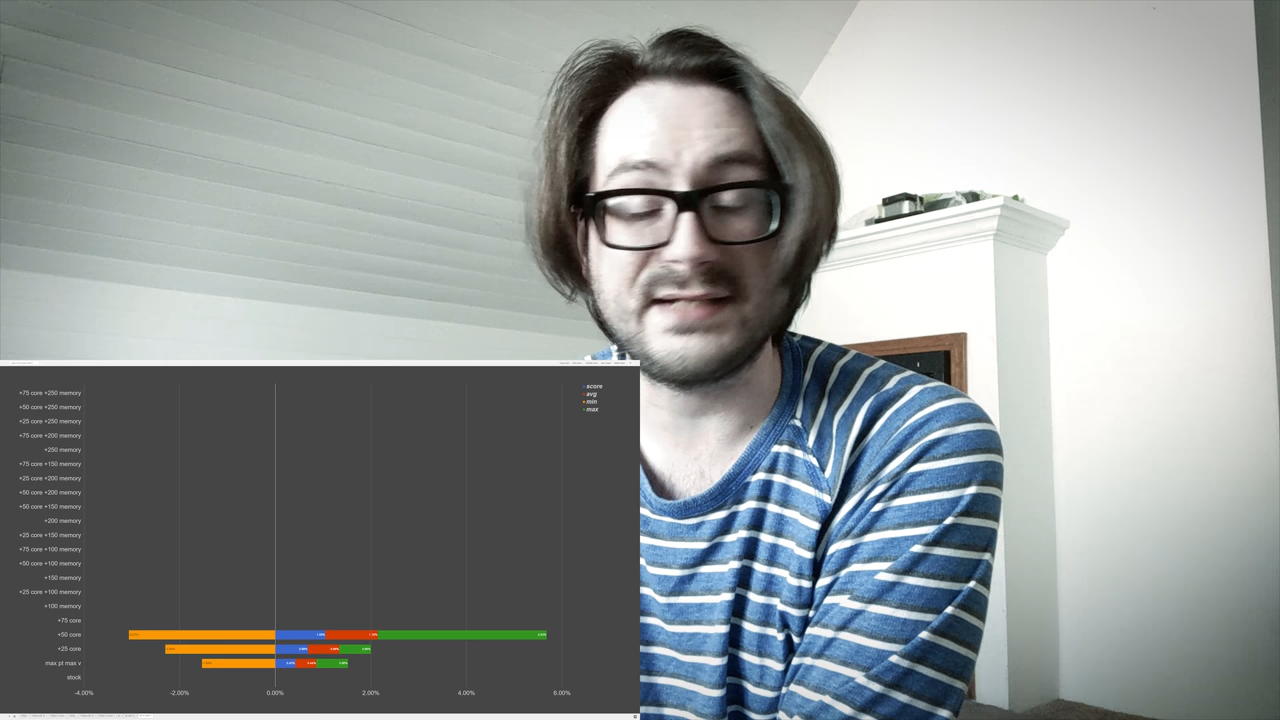 score
avg
min
max
+75 core +250 memory
+50 core +250 memory
+25 core +250 memory
+75 core +200 memory
+250 memory
+75 core +150 memory
+25 core +200 memory
+50 core +200 memory
+50 core +150 memory
+200 memory
+25 core +150 memory
+75 core +100 memory
+50 core +100 memory
+150 memory
+25 core +100 memory
+100 memory
+75 core
+50 core
+25 core
max pt max v
stock
-4.00% -2.00% 0.00% 2.00% 4.00% 6.00%